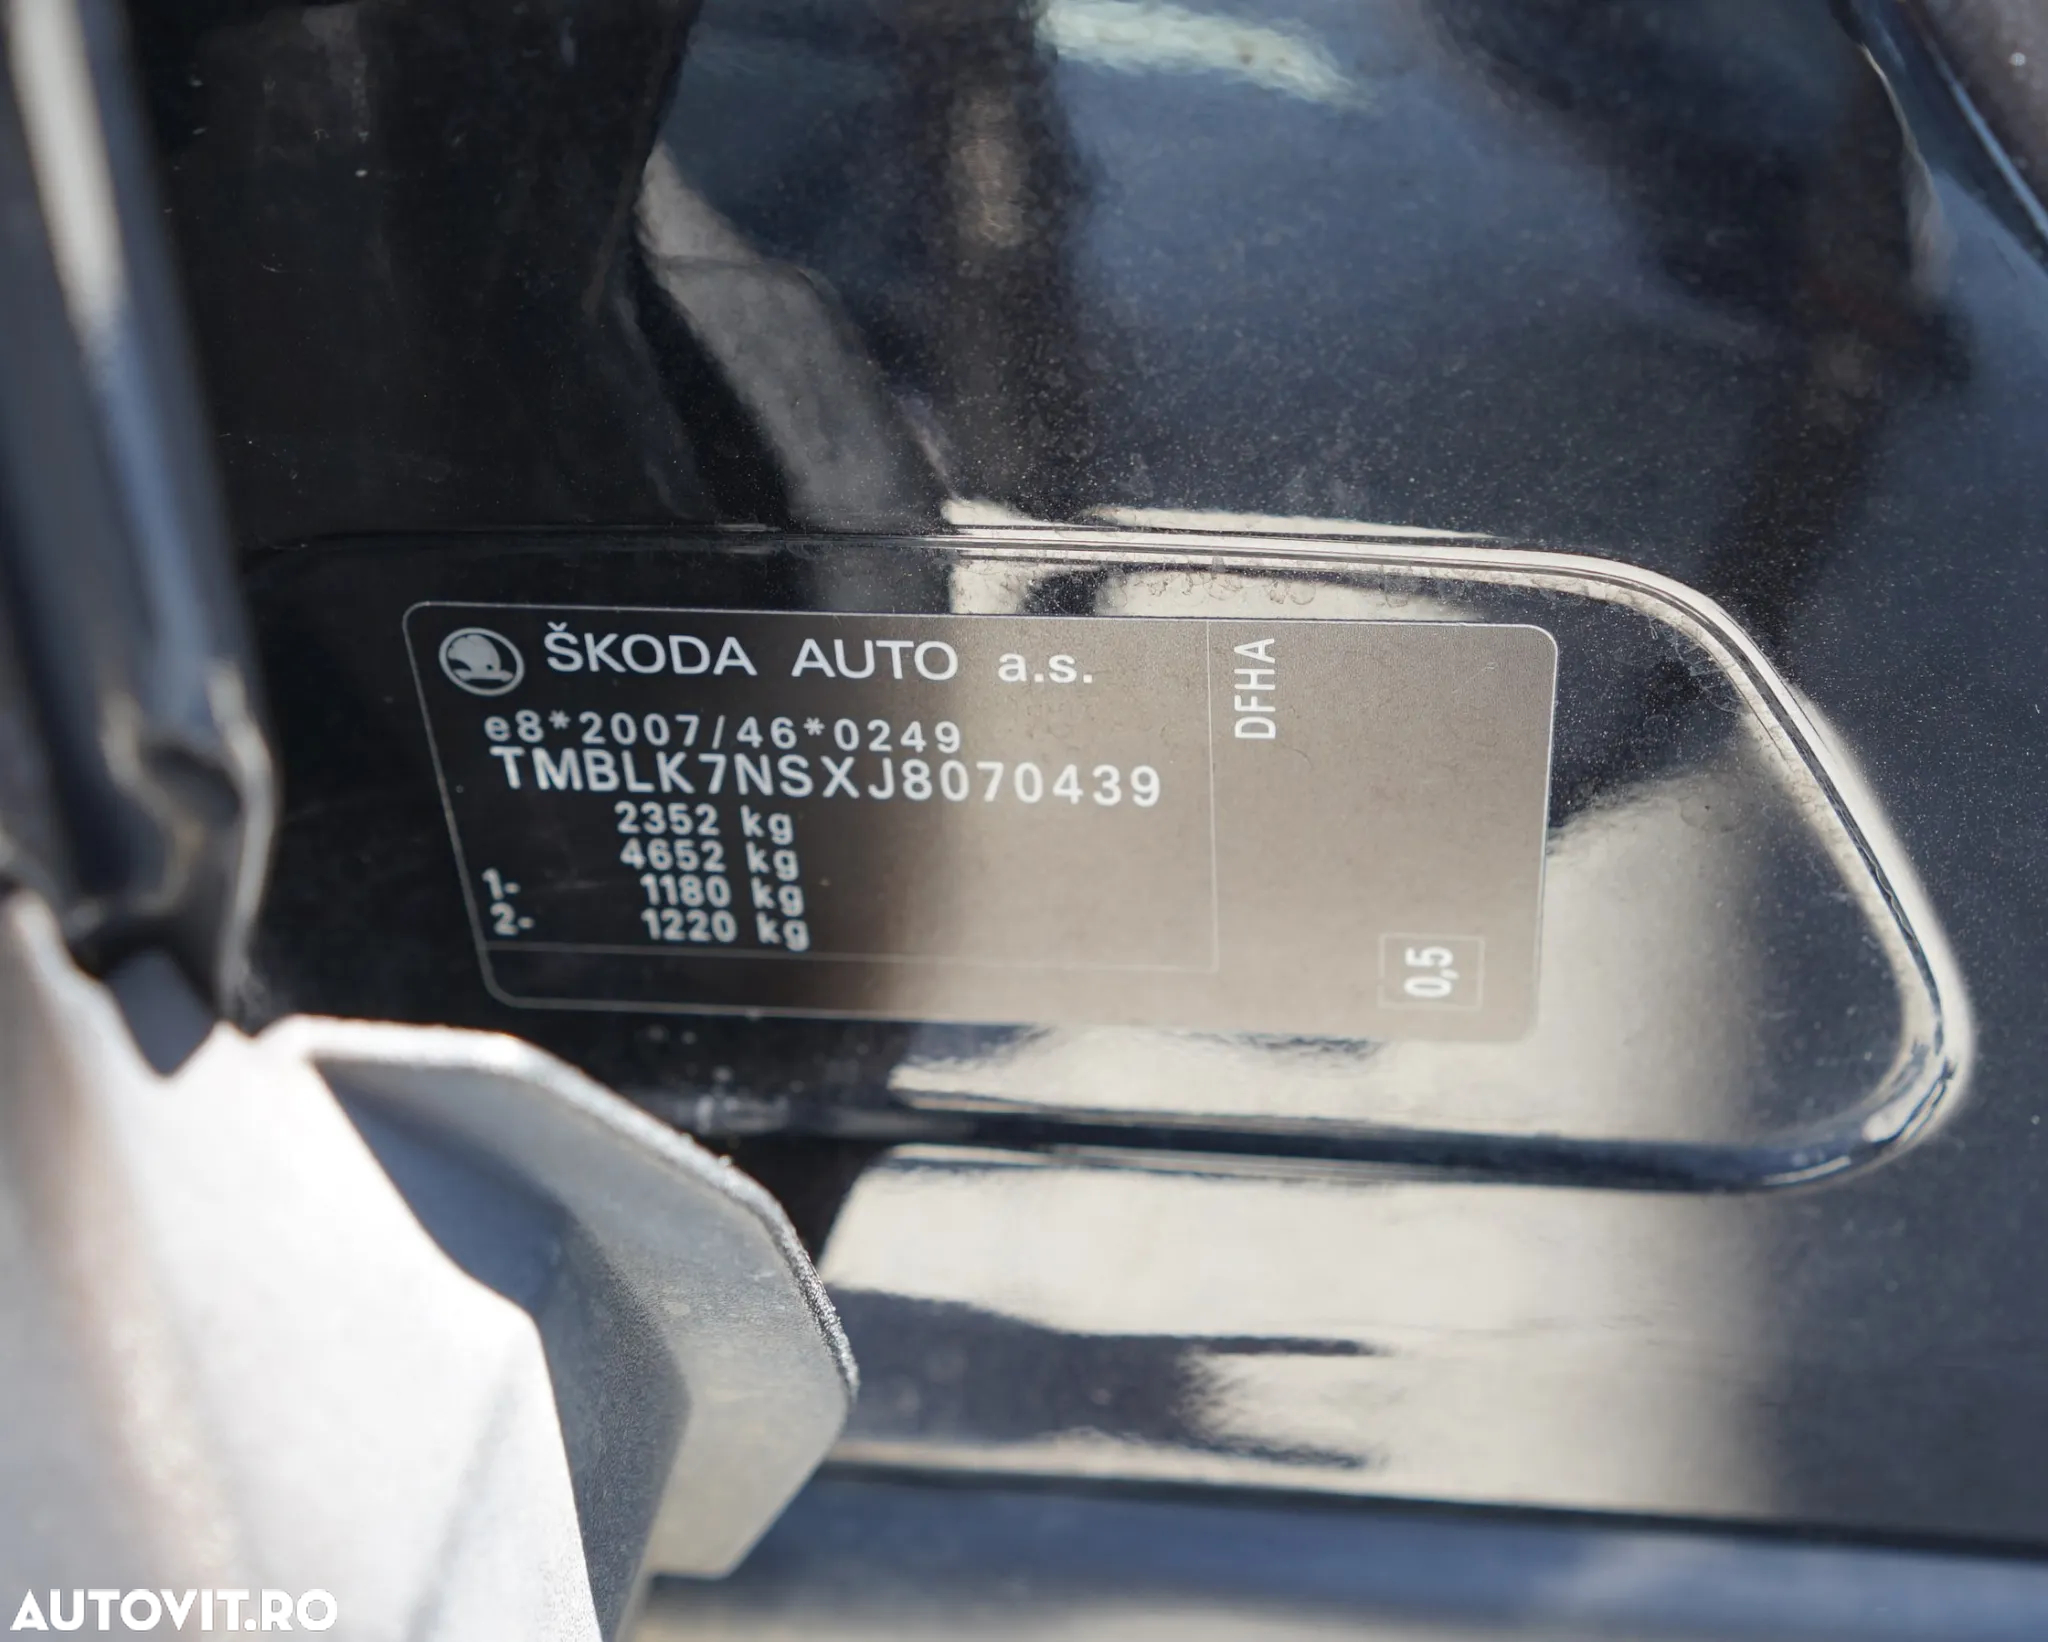 ŠKODA AUTO a.s.
e8*2007/46*0249
TMBLK7NSXJ8070439
2352 kg
4652 kg
1- 1180 kg
2- 1220 kg
DFHA
0,5
AUTOVIT.RO